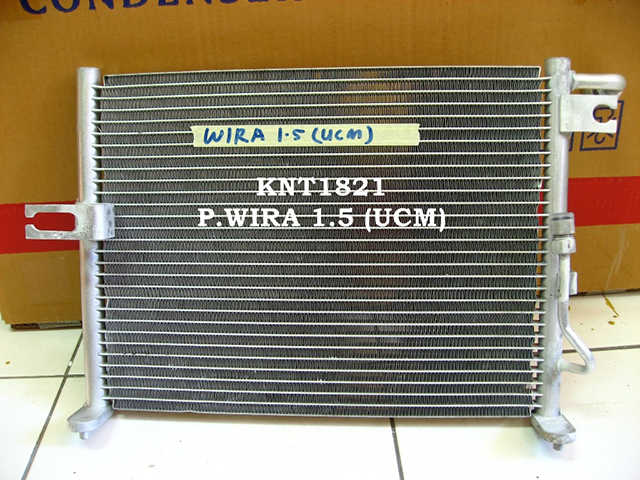 CONDENSER
WIRA 1.5 (UCM)
KNT1821
P.WIRA 1.5 (UCM)